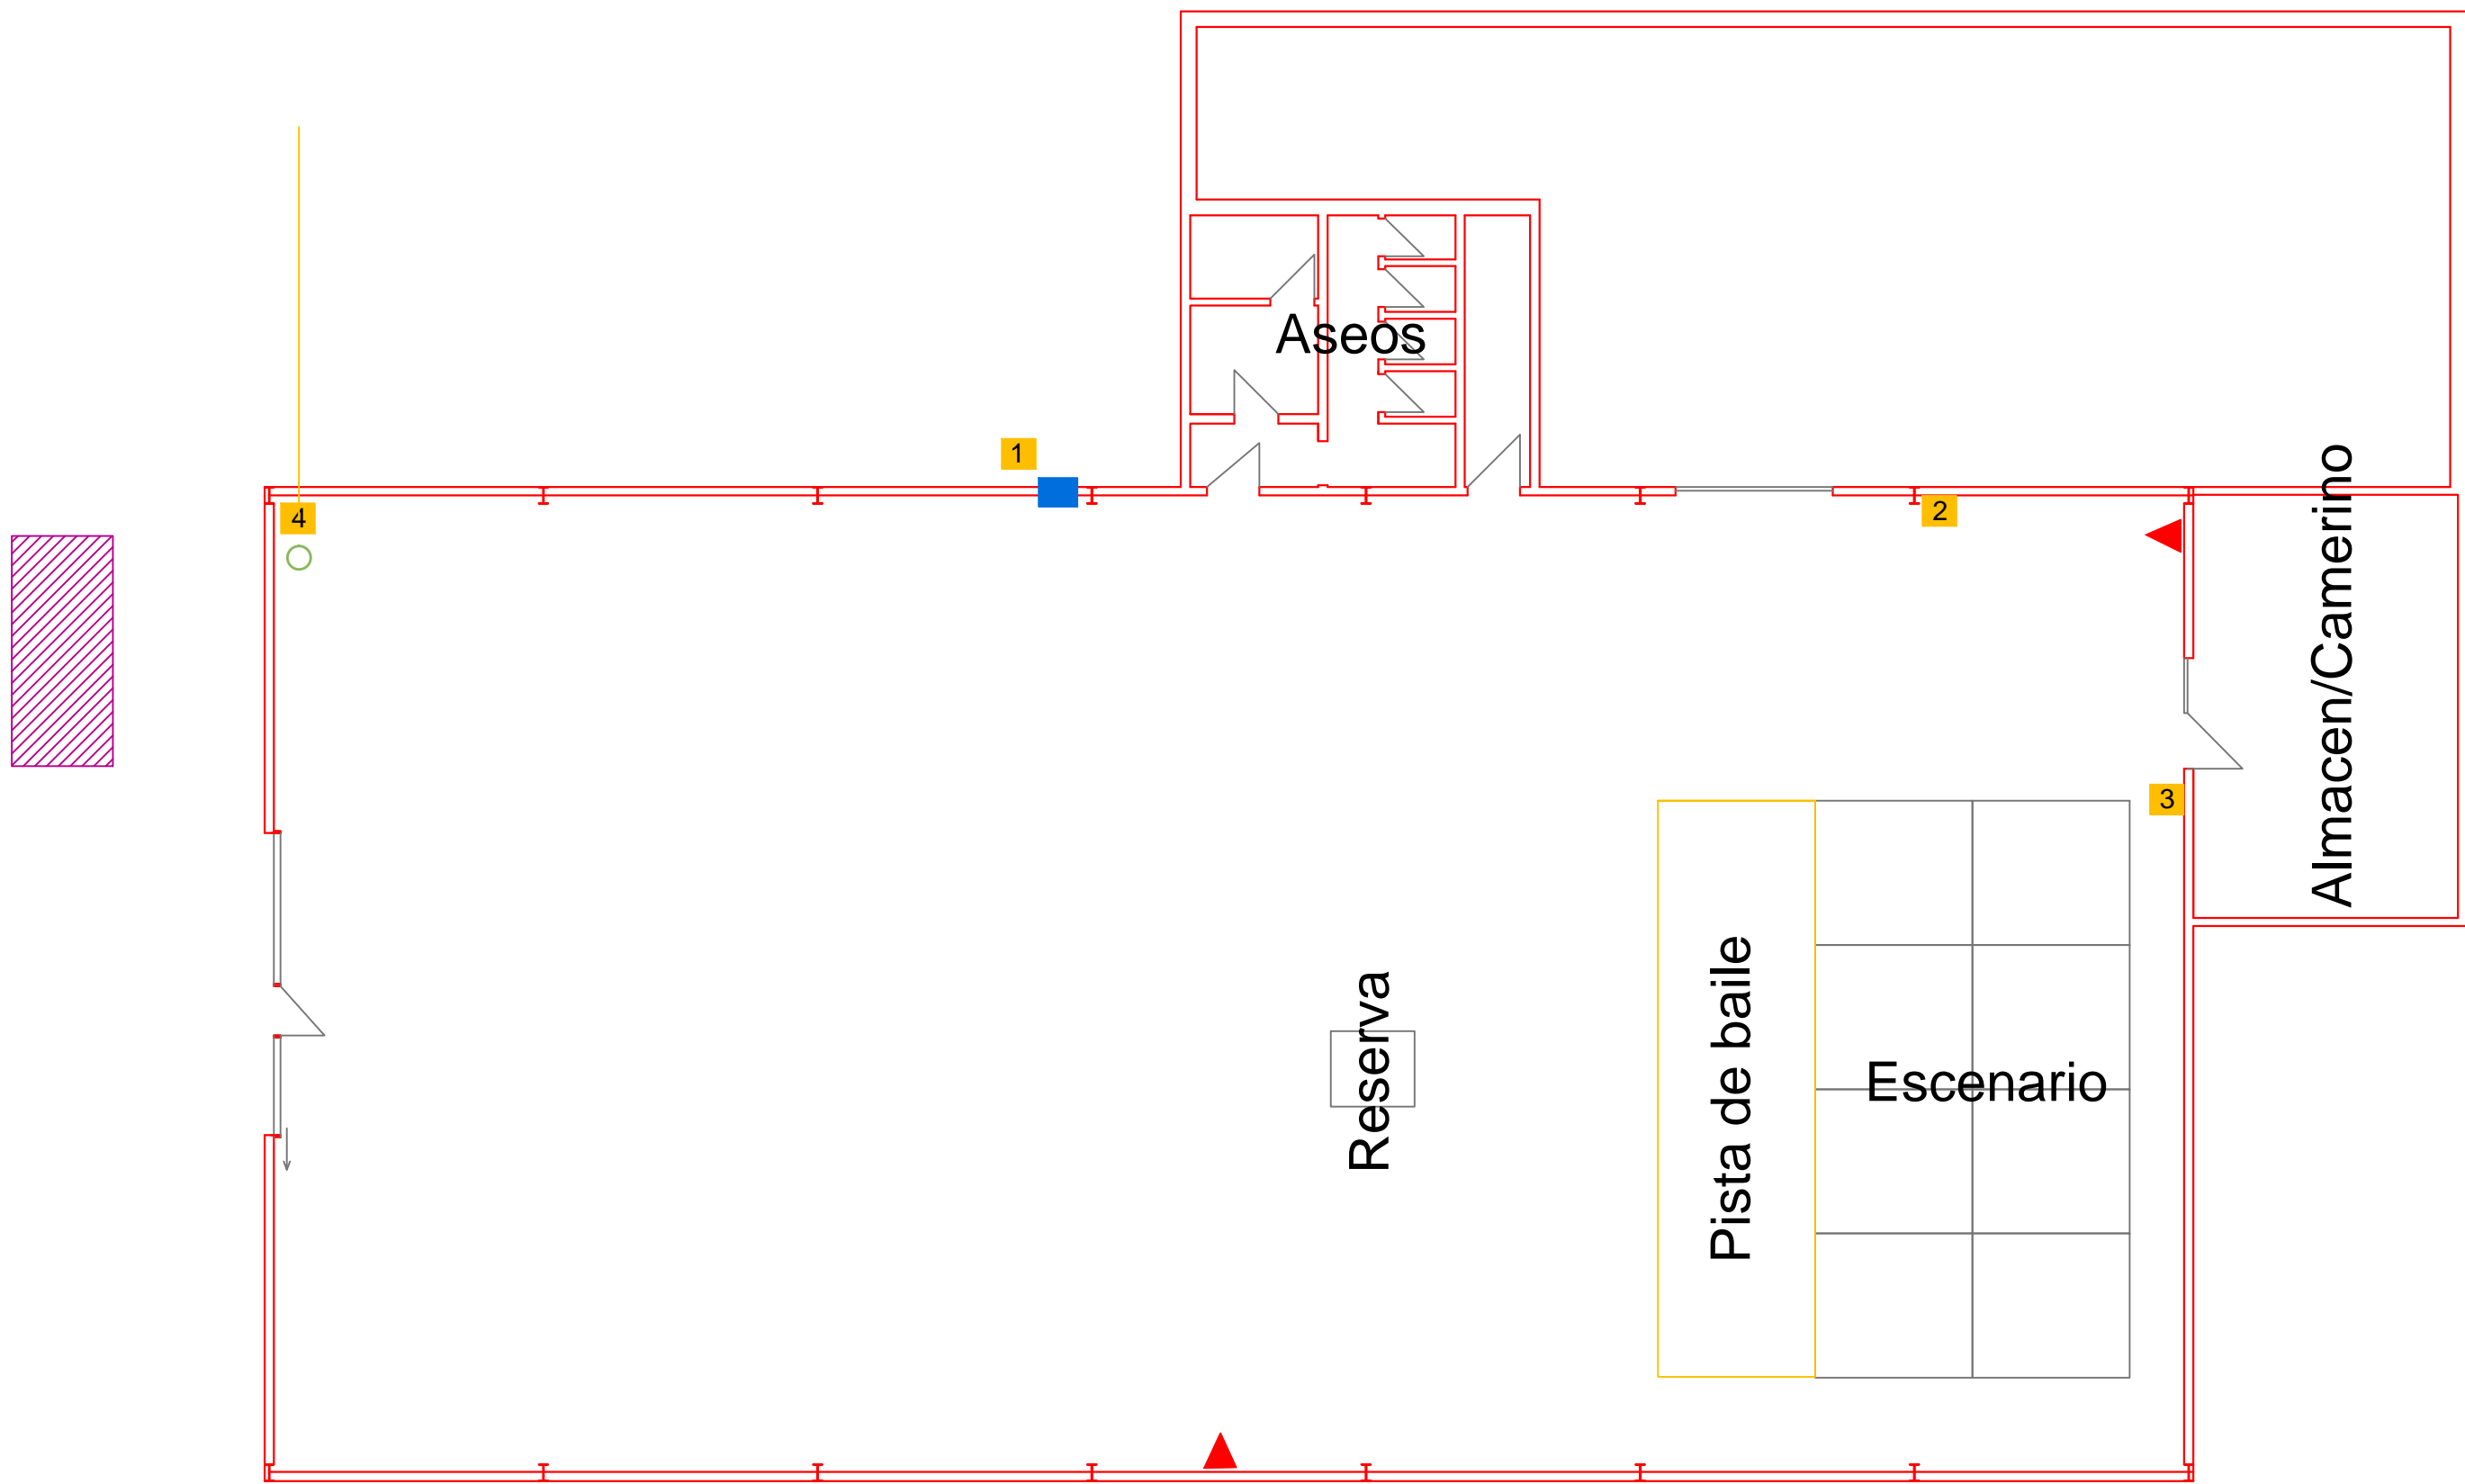 Aseos
1
4
2
Almacen/Camerino
3
Reserva
Pista de baile
Escenario